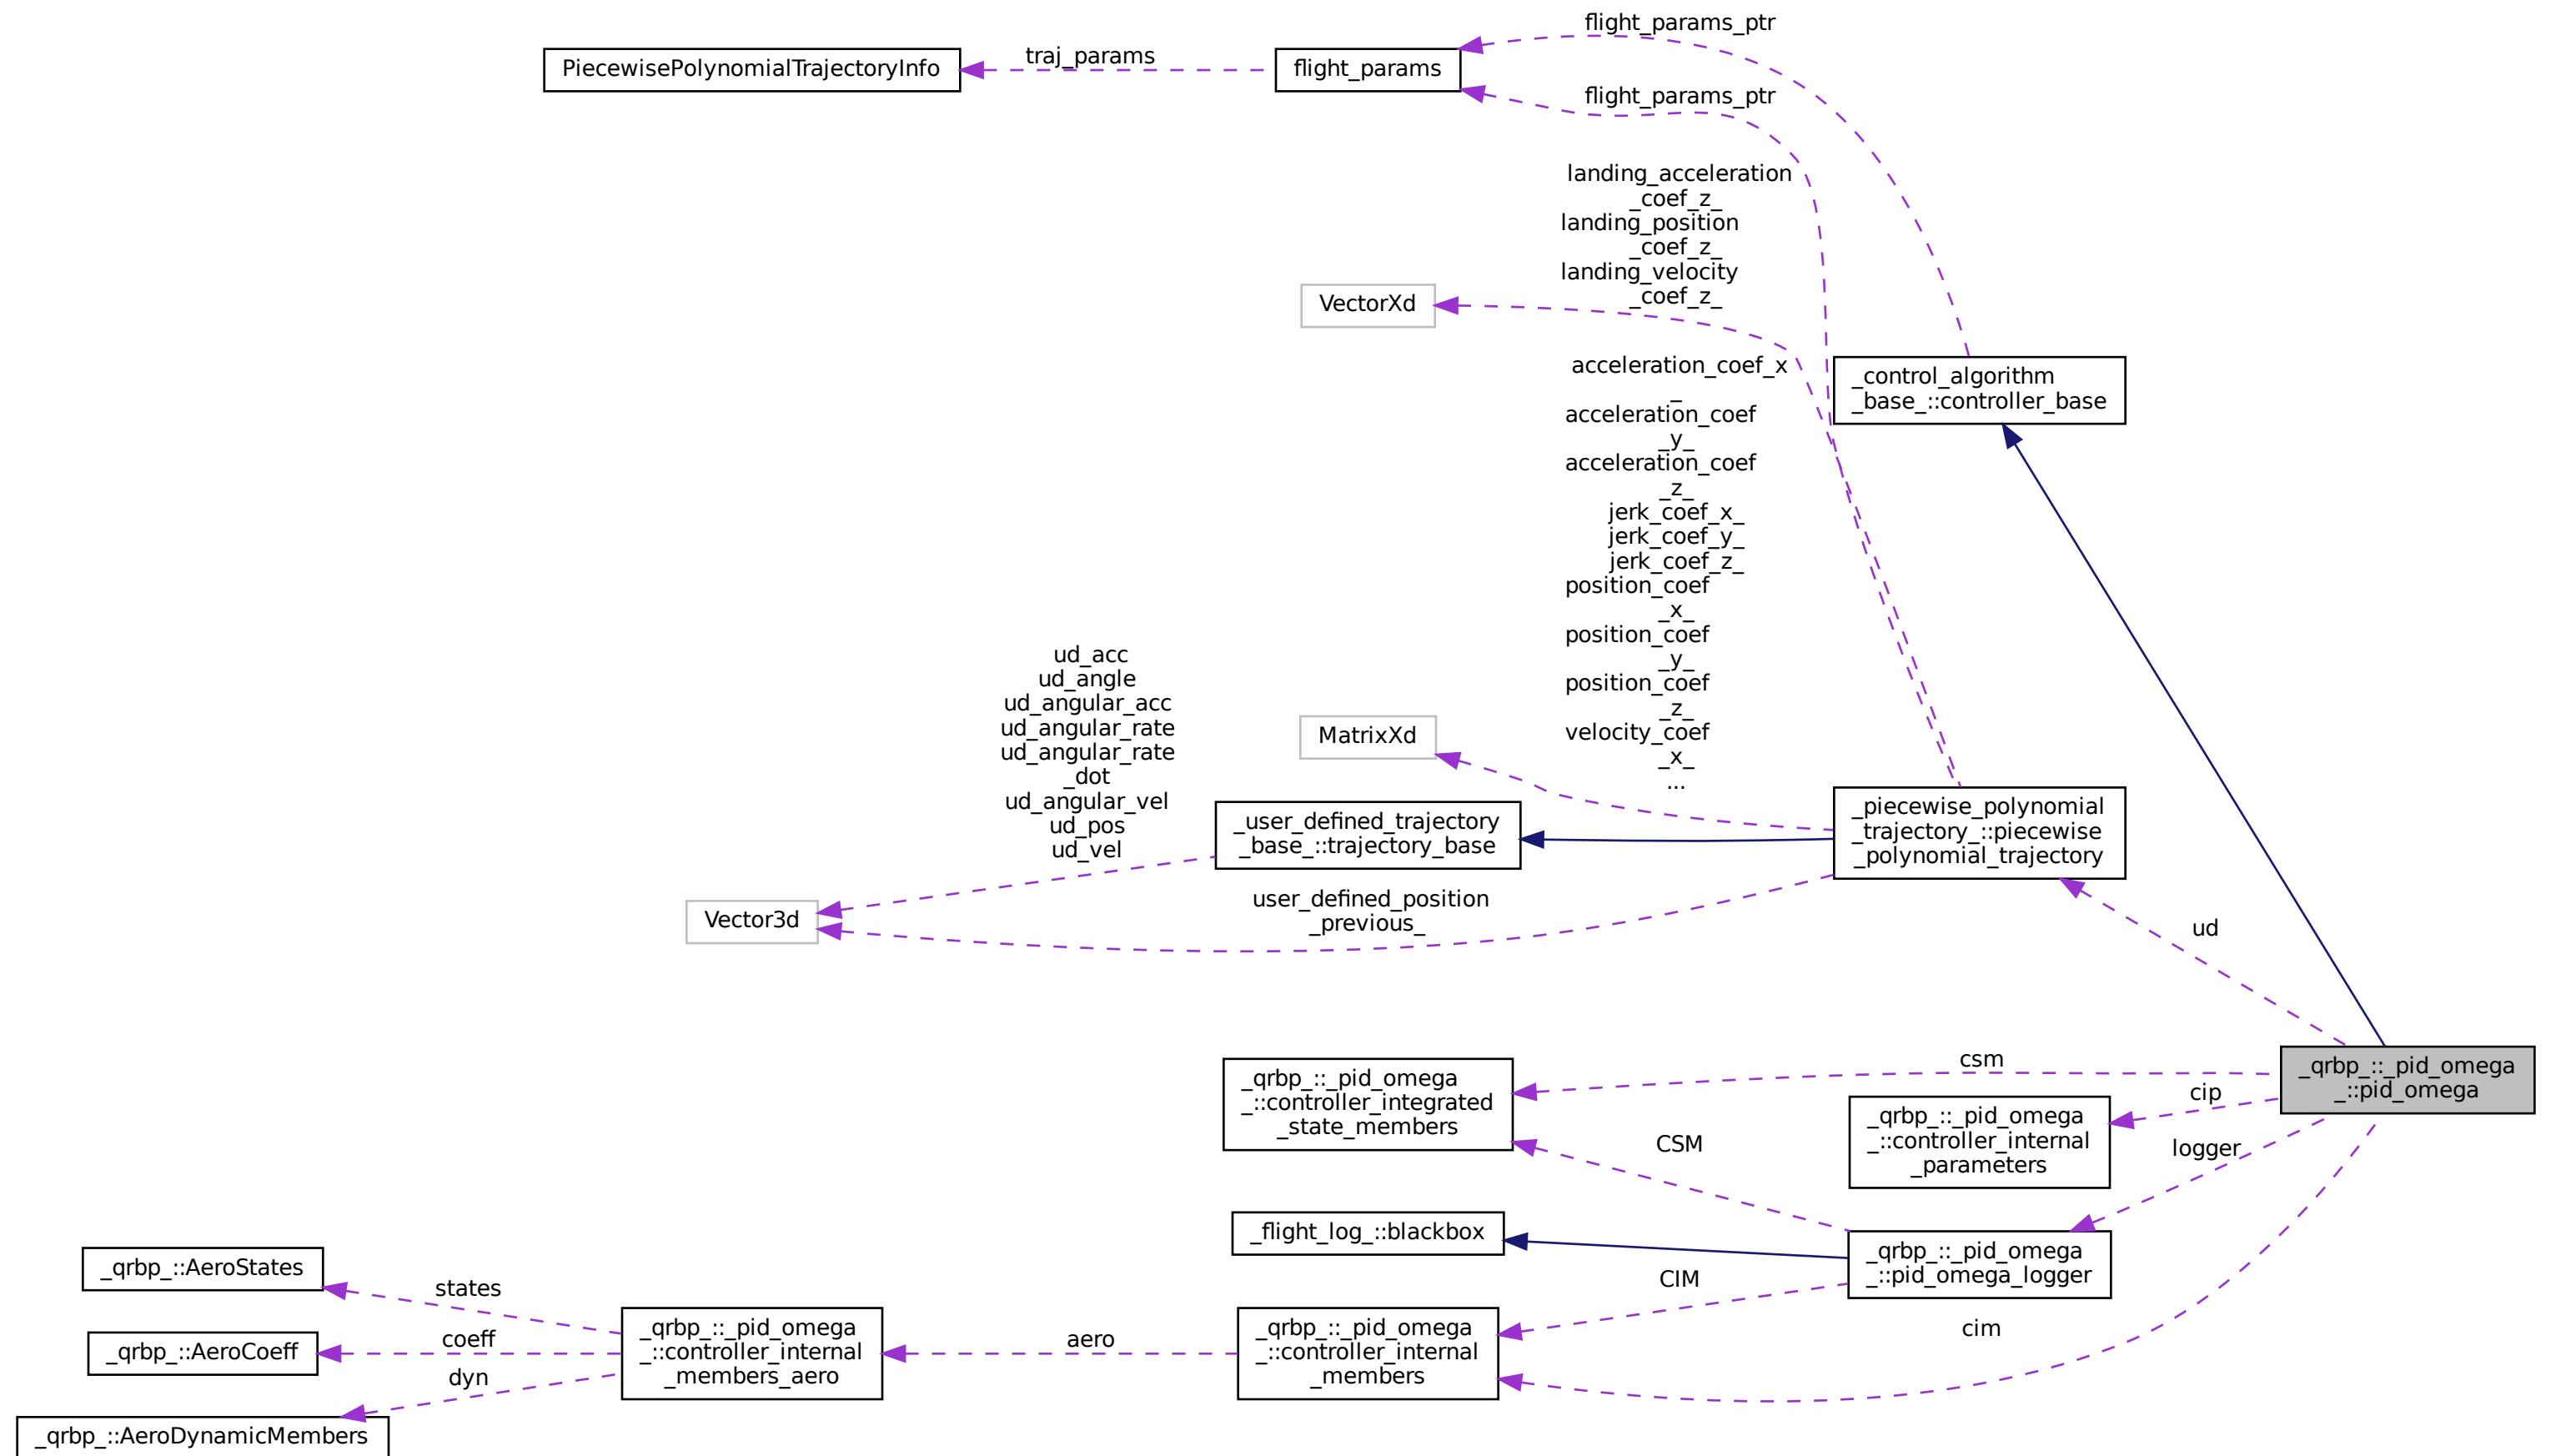 flight_params_ptr
PiecewisePolynomialTrajectoryInfo
traj_params
flight_params
flight_params_ptr
landing_acceleration
_coef_z_
landing_position
_coef_z_
landing_velocity
_coef_z_
VectorXd
_control_algorithm
_base_::controller_base
acceleration_coef_x
_
acceleration_coef
_y_
acceleration_coef
_z_
jerk_coef_x_
jerk_coef_y_
jerk_coef_z_
position_coef
_x_
position_coef
_y_
position_coef
_z_
velocity_coef
_x_
...
MatrixXd
ud_acc
ud_angle
ud_angular_acc
ud_angular_rate
ud_angular_rate
_dot
ud_angular_vel
ud_pos
ud_vel
_user_defined_trajectory
_base_::trajectory_base
_piecewise_polynomial
_trajectory_::piecewise
_polynomial_trajectory
Vector3d
user_defined_position
_previous_
ud
_qrbp_::_pid_omega
_::pid_omega
csm
_qrbp_::_pid_omega
_::controller_integrated
_state_members
cip
_qrbp_::_pid_omega
_::controller_internal
_parameters
logger
CSM
_flight_log_::blackbox
_qrbp_::_pid_omega
_::pid_omega_logger
CIM
cim
_qrbp_::AeroStates
states
_qrbp_::AeroCoeff
coeff
_qrbp_::_pid_omega
_::controller_internal
_members_aero
aero
_qrbp_::_pid_omega
_::controller_internal
_members
dyn
_qrbp_::AeroDynamicMembers